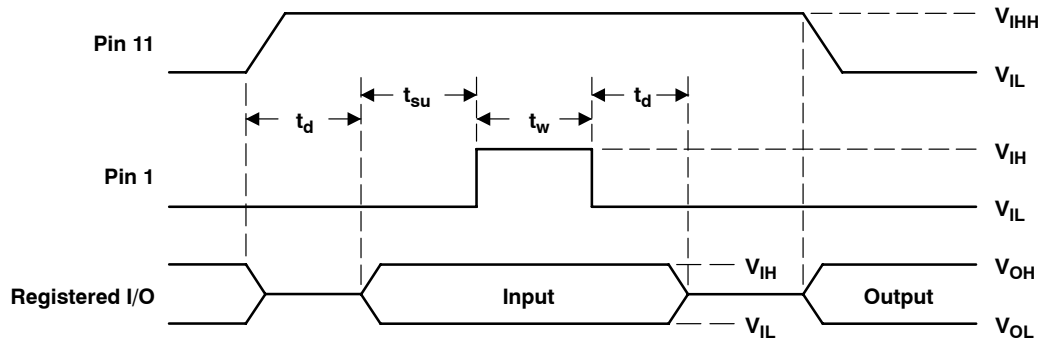 Pin 11
V_IHH
V_IL
t_d
t_su
t_w
t_d
Pin 1
V_IH
V_IL
Registered I/O
Input
V_IH
V_IL
Output
V_OH
V_OL